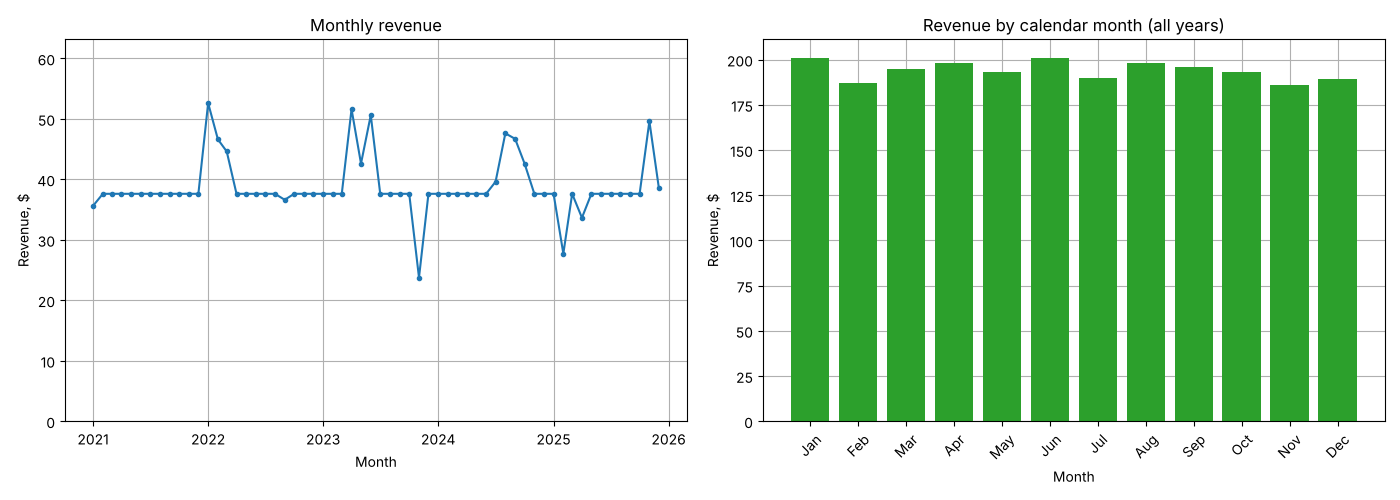 Monthly revenue
Revenue, $
60
50
40
30
20
10
0
2021 2022 2023 2024 2025 2026
Month
Revenue by calendar month (all years)
Revenue, $
200
175
150
125
100
75
50
25
0
Jan Feb Mar Apr May Jun Jul Aug Sep Oct Nov Dec
Month